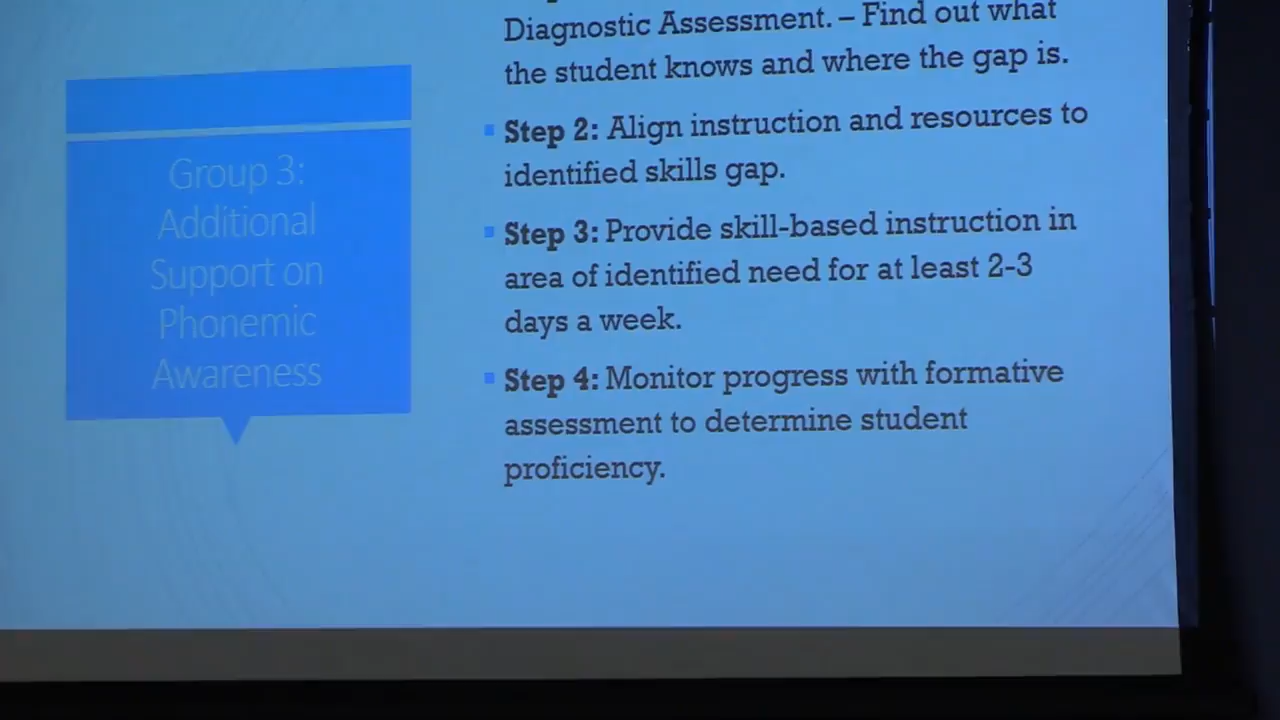 Group 3:
Additional
Support on
Phonemic
Awareness
Diagnostic Assessment. – Find out what
the student knows and where the gap is.
Step 2: Align instruction and resources to
identified skills gap.
Step 3: Provide skill-based instruction in
area of identified need for at least 2-3
days a week.
Step 4: Monitor progress with formative
assessment to determine student
proficiency.